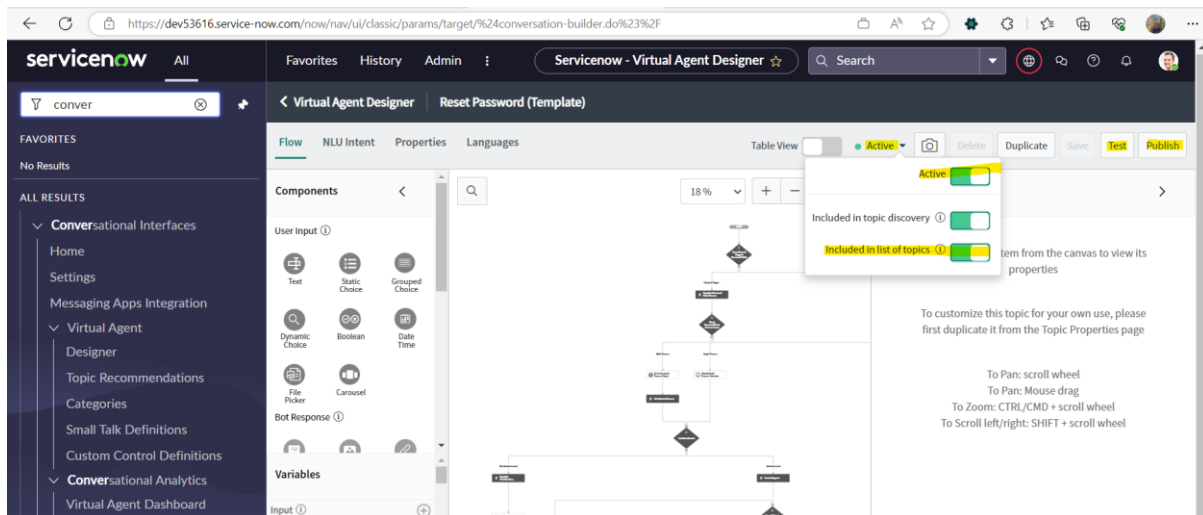 https://dev53616.service-now.com/now/nav/ui/classic/params/target/%24conversation-builder.do%23%2F
servicenow
All
Favorites
History
Admin
Servicenow - Virtual Agent Designer
Search
conver
Virtual Agent Designer
Reset Password (Template)
FAVORITES
No Results
ALL RESULTS
Conversational Interfaces
Home
Settings
Messaging Apps Integration
Virtual Agent
Designer
Topic Recommendations
Categories
Small Talk Definitions
Custom Control Definitions
Conversational Analytics
Virtual Agent Dashboard
Flow
NLU Intent
Properties
Languages
Table View
Active
Delete
Duplicate
Save
Test
Publish
Components
User Input
Text
Static Choice
Grouped Choice
Dynamic Choice
Boolean
Date Time
File Picker
Carousel
Bot Response
Variables
Input
18 %
Active
Included in topic discovery
Included in list of topics
tem from the canvas to view its
properties
To customize this topic for your own use, please
first duplicate it from the Topic Properties page
To Pan: scroll wheel
To Pan: Mouse drag
To Zoom: CTRL/CMD + scroll wheel
To Scroll left/right: SHIFT + scroll wheel